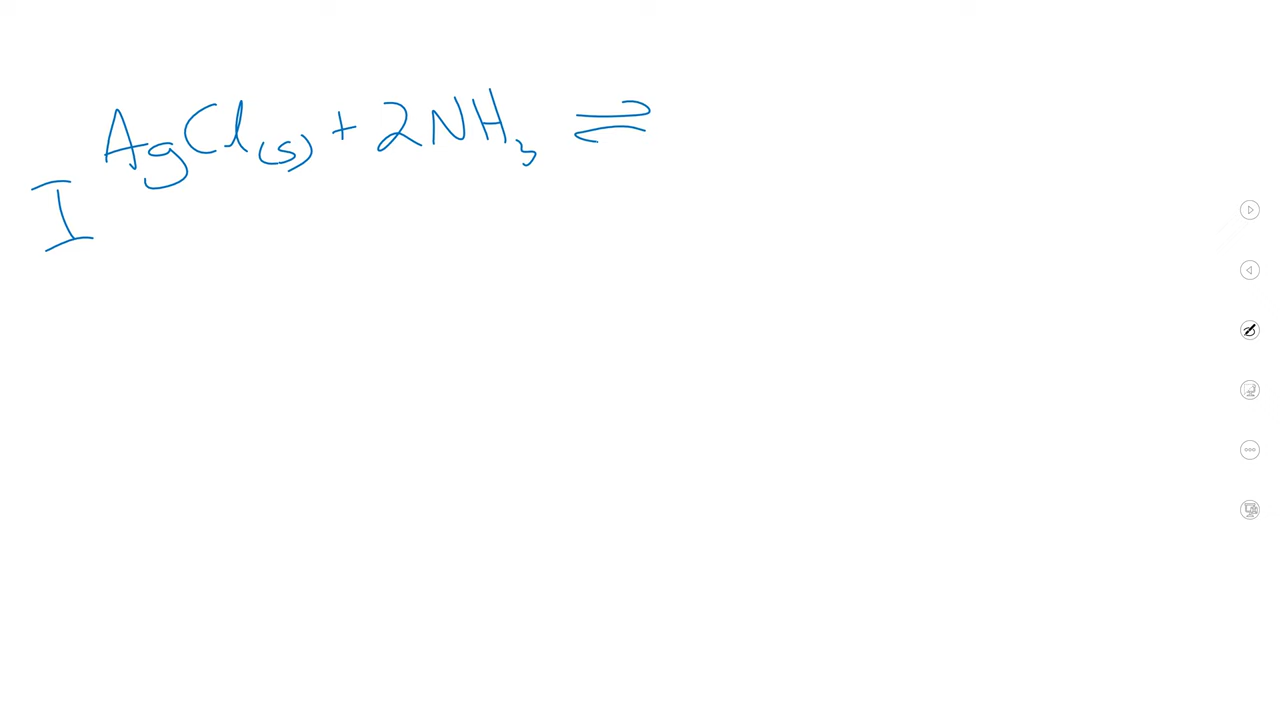 AgCl(s) + 2NH₃ ⇌
I